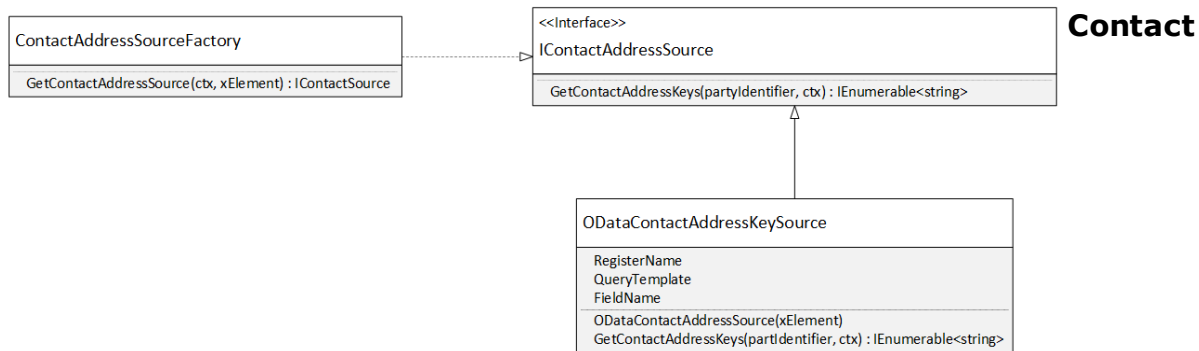 ContactAddressSourceFactory
GetContactAddressSource(ctx, xElement) : IContactSource
<<Interface>>
IContactAddressSource
GetContactAddressKeys(partyIdentifier, ctx) : IEnumerable<string>
Contact
ODataContactAddressKeySource
RegisterName
QueryTemplate
FieldName
ODataContactAddressSource(xElement)
GetContactAddressKeys(partIdentifier, ctx) : IEnumerable<string>